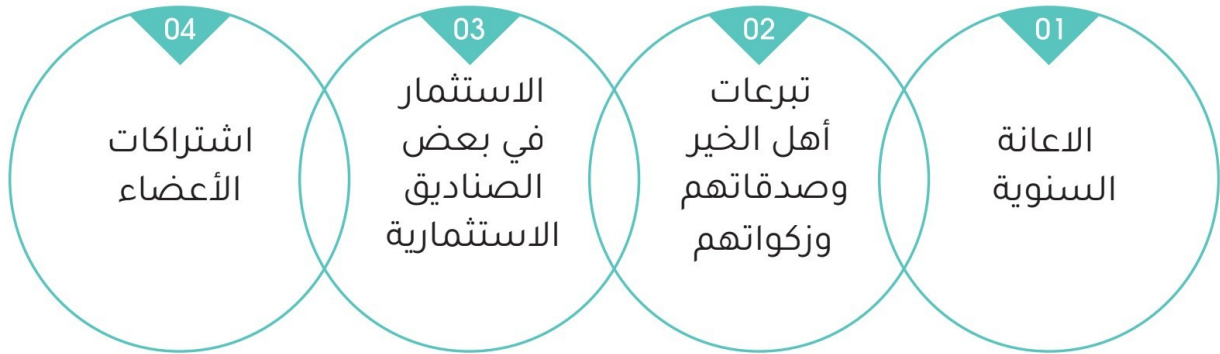 01
الاعانة
السنوية
02
تبرعات
أهل الخير
وصدقاتهم
وزكواتهم
03
الاستثمار
في بعض
الصناديق
الاستثمارية
04
اشتراكات
الأعضاء